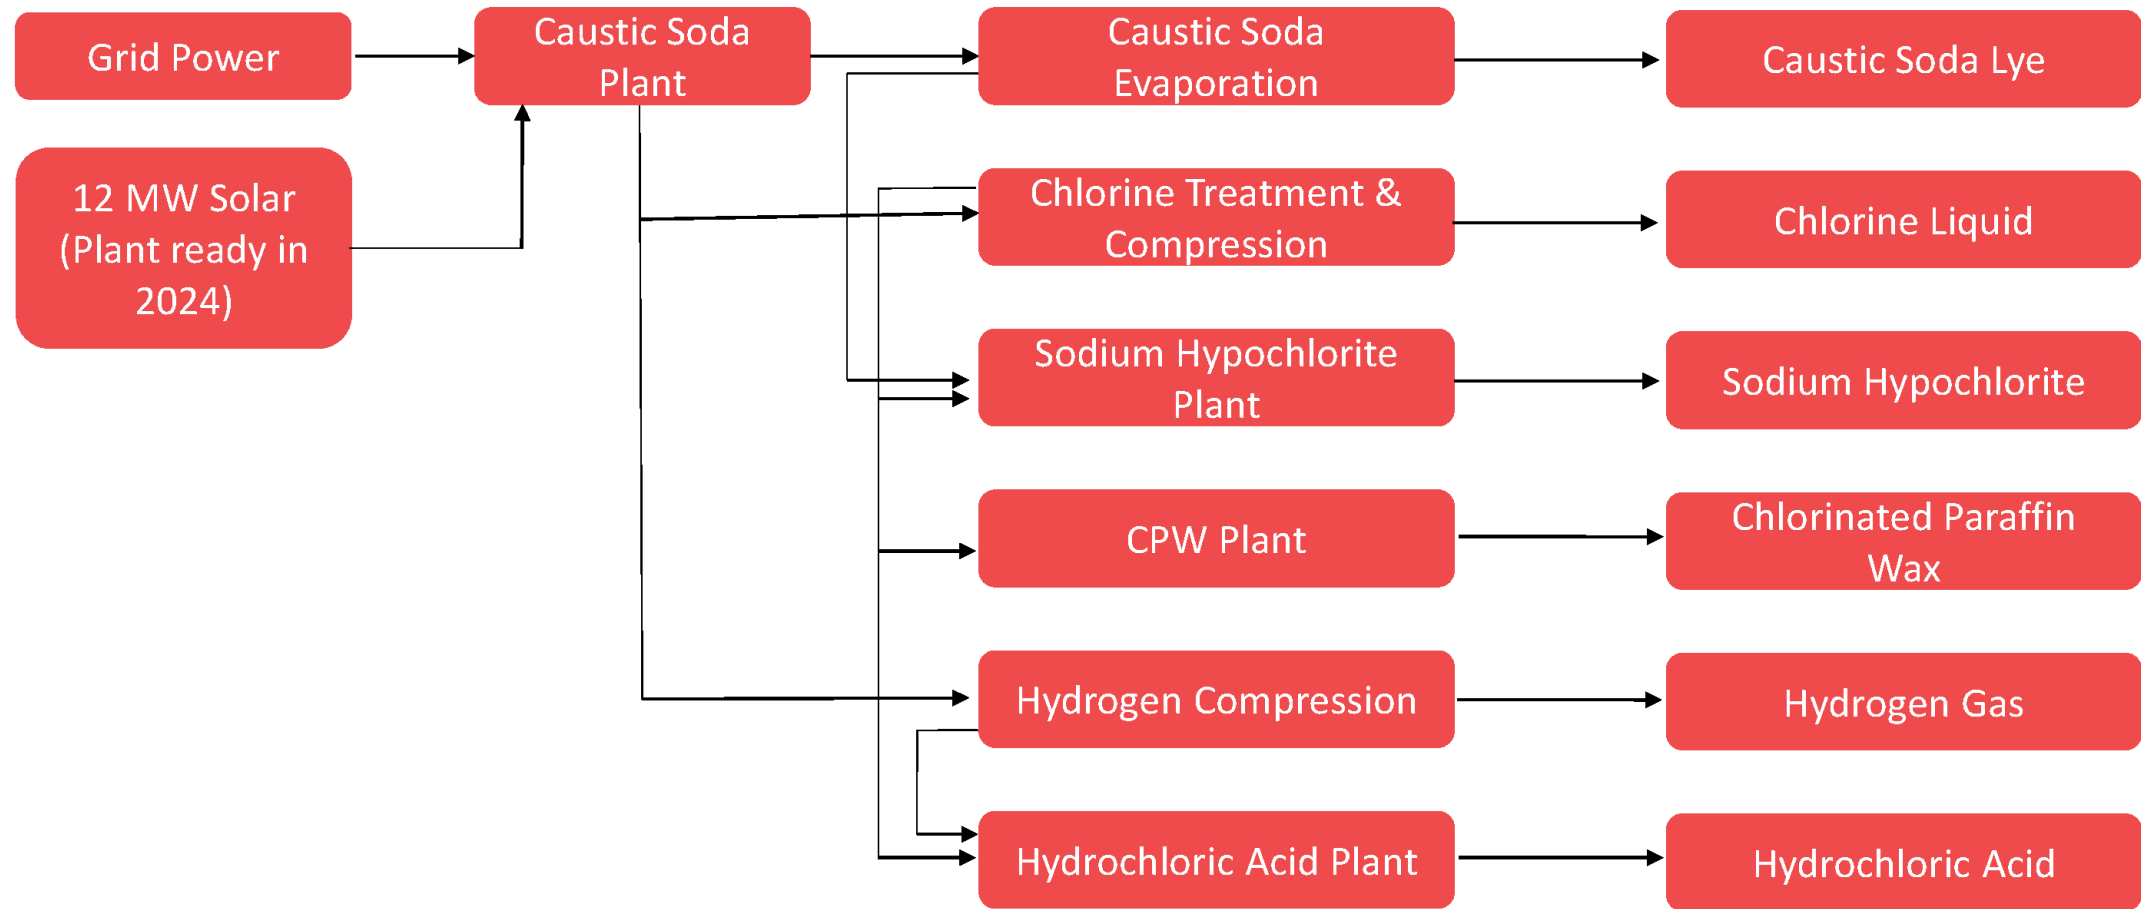 Grid Power
Caustic Soda
Plant
Caustic Soda
Evaporation
Caustic Soda Lye
12 MW Solar
(Plant ready in
2024)
Chlorine Treatment &
Compression
Chlorine Liquid
Sodium Hypochlorite
Plant
Sodium Hypochlorite
CPW Plant
Chlorinated Paraffin
Wax
Hydrogen Compression
Hydrogen Gas
Hydrochloric Acid Plant
Hydrochloric Acid